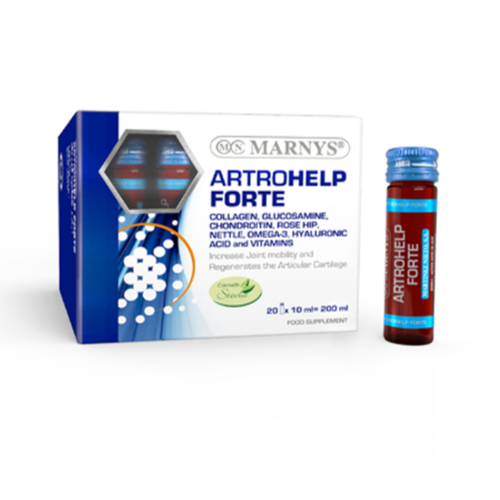 MN MARNYS®
ARTROHELP
FORTE
COLLAGEN, GLUCOSAMINE,
CHONDROITIN, ROSE HIP,
NETTLE, OMEGA-3, HYALURONIC
ACID and VITAMINS
Increase Joint mobility and
Regenerates the Articular Cartilage
Stevia
20 x 10 ml= 200 ml
FOOD SUPPLEMENT
ARTROHELP
FORTE